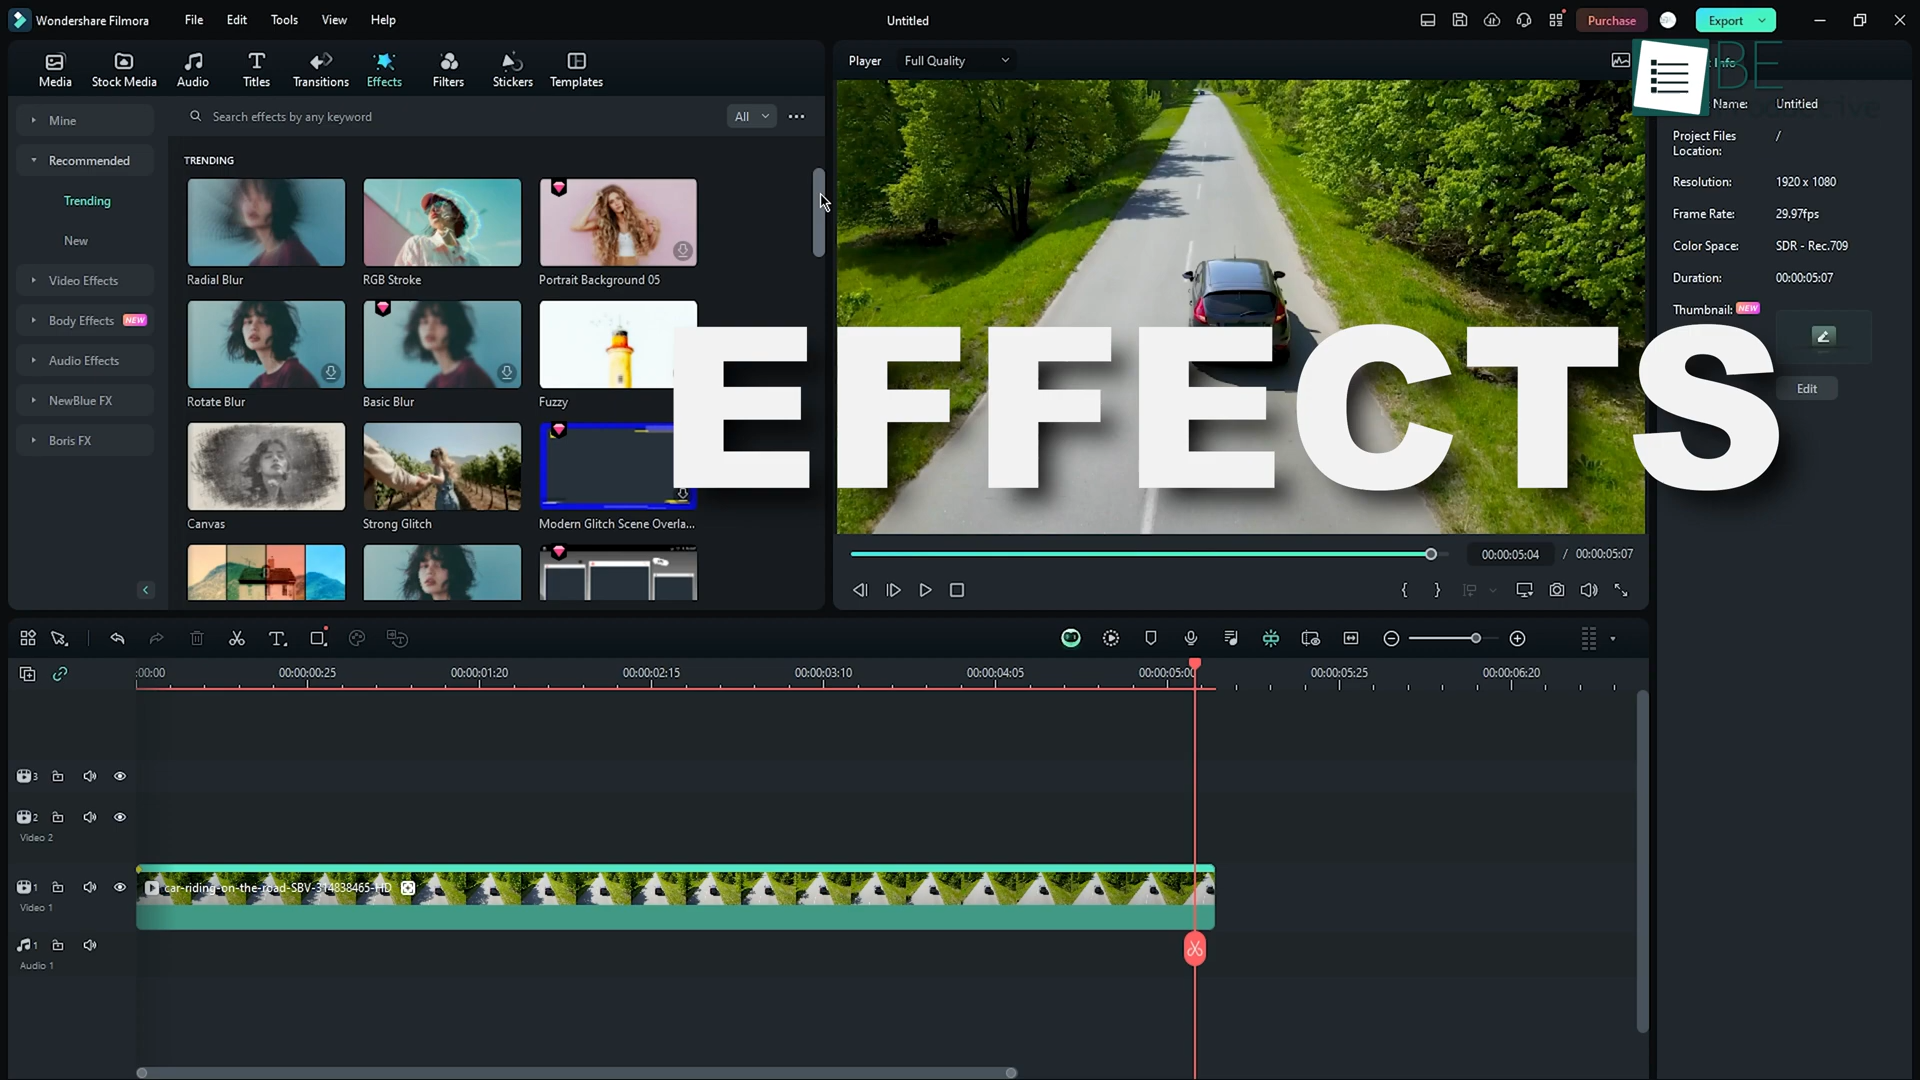 Wondershare Filmora
File
Edit
Tools
View
Help
Untitled
Purchase
Export
Media
Stock Media
Audio
Titles
Transitions
Effects
Filters
Stickers
Templates
Player
Full Quality
BE
Mine
Search effects by any keyword
All
Name:
Untitled
Recommended
TRENDING
Project Files
Location:
/
Trending
Resolution:
1920 x 1080
New
Frame Rate:
29.97fps
Color Space:
SDR - Rec.709
Video Effects
Radial Blur
RGB Stroke
Portrait Background 05
Duration:
00:00:05:07
Body Effects
NEW
Thumbnail:
NEW
Audio Effects
EFFECTS
Edit
NewBlue FX
Rotate Blur
Basic Blur
Fuzzy
Boris FX
Canvas
Strong Glitch
Modern Glitch Scene Overla...
00:00:05:04
/
00:00:05:07
:00:00
00:00:00:25
00:00:01:20
00:00:02:15
00:00:03:10
00:00:04:05
00:00:05:00
00:00:05:25
00:00:06:20
3
2
Video 2
1
car-riding-on-the-road-SBV-314838465-HD
Video 1
1
Audio 1